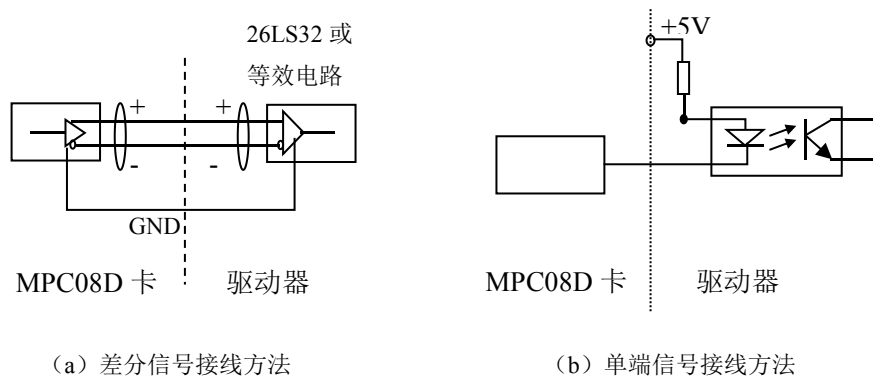 26LS32 或
等效电路
+ +
- -
GND
MPC08D 卡 驱动器
（a）差分信号接线方法
+5V
MPC08D 卡 驱动器
（b）单端信号接线方法